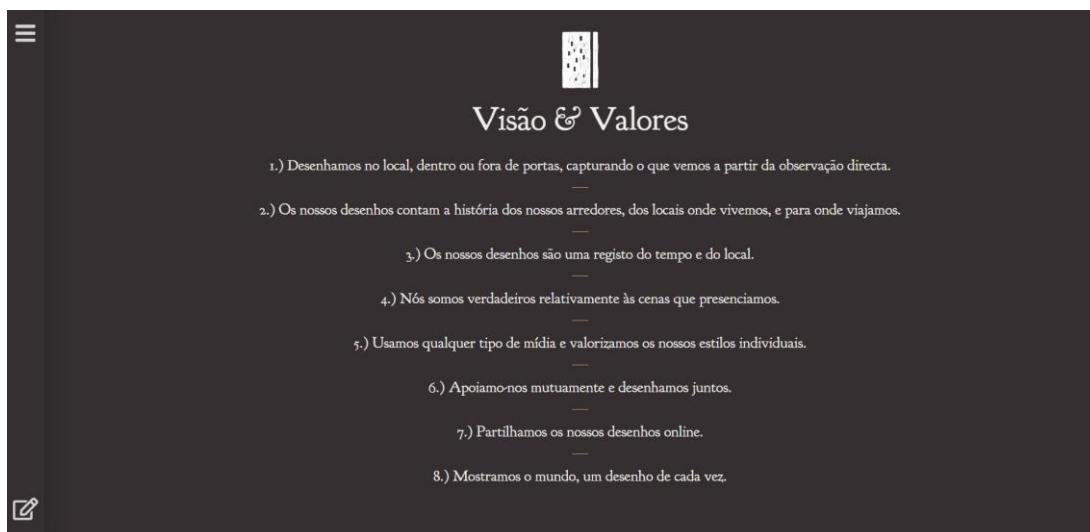 Visão & Valores
1.) Desenhamos no local, dentro ou fora de portas, capturando o que vemos a partir da observação directa.
2.) Os nossos desenhos contam a história dos nossos arredores, dos locais onde vivemos, e para onde viajamos.
3.) Os nossos desenhos são uma registo do tempo e do local.
4.) Nós somos verdadeiros relativamente às cenas que presenciamos.
5.) Usamos qualquer tipo de mídia e valorizamos os nossos estílos individuais.
6.) Apoiamo-nos mutuamente e desenhamos juntos.
7.) Partilhamos os nossos desenhos online.
8.) Mostramos o mundo, um desenho de cada vez.